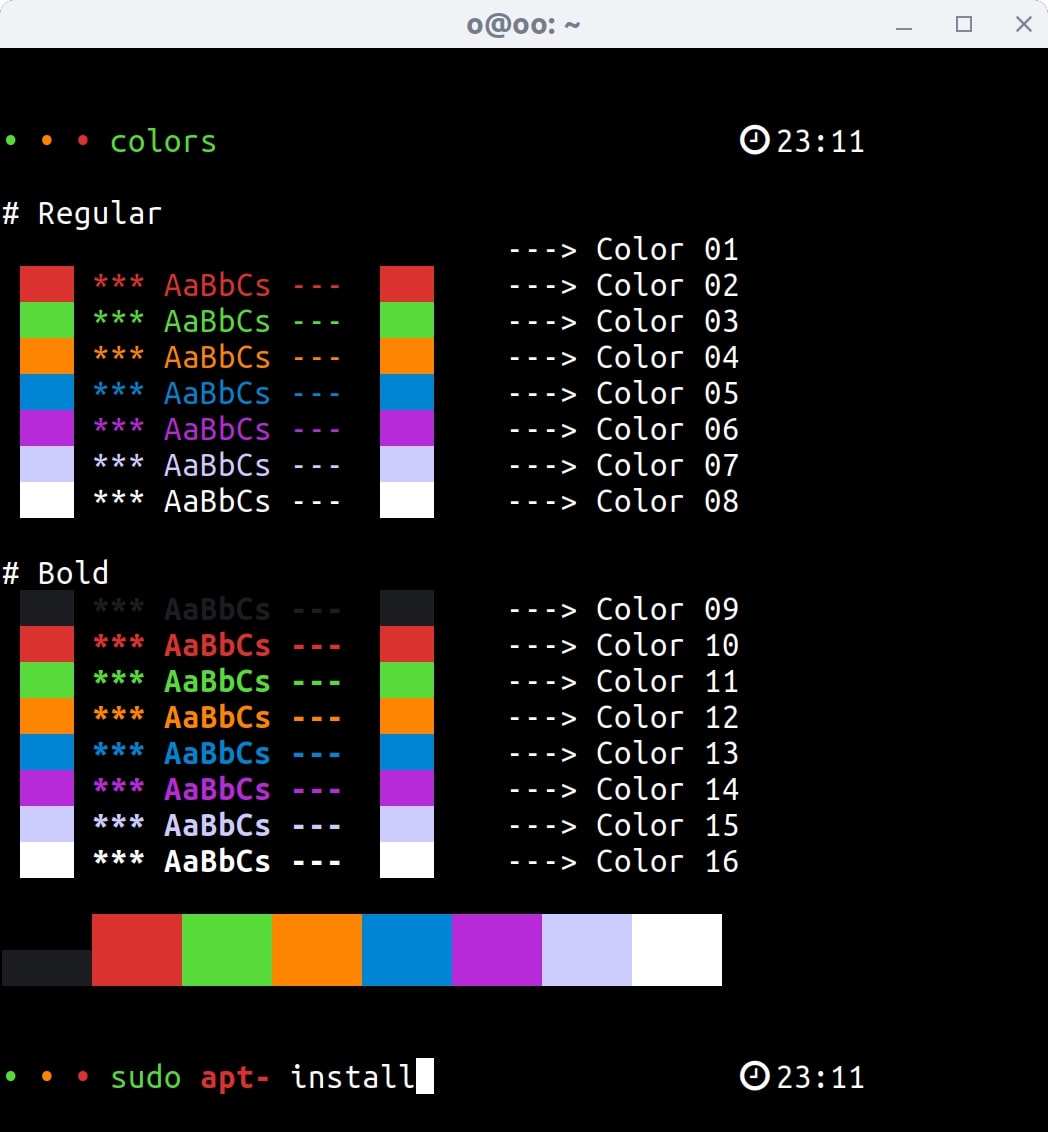 o@oo: ~
• • • colors 23:11
# Regular
---> Color 01
*** AaBbCs --- ---> Color 02
*** AaBbCs --- ---> Color 03
*** AaBbCs --- ---> Color 04
*** AaBbCs --- ---> Color 05
*** AaBbCs --- ---> Color 06
*** AaBbCs --- ---> Color 07
*** AaBbCs --- ---> Color 08
# Bold
*** AaBbCs --- ---> Color 09
*** AaBbCs --- ---> Color 10
*** AaBbCs --- ---> Color 11
*** AaBbCs --- ---> Color 12
*** AaBbCs --- ---> Color 13
*** AaBbCs --- ---> Color 14
*** AaBbCs --- ---> Color 15
*** AaBbCs --- ---> Color 16
• • • sudo apt- install 23:11